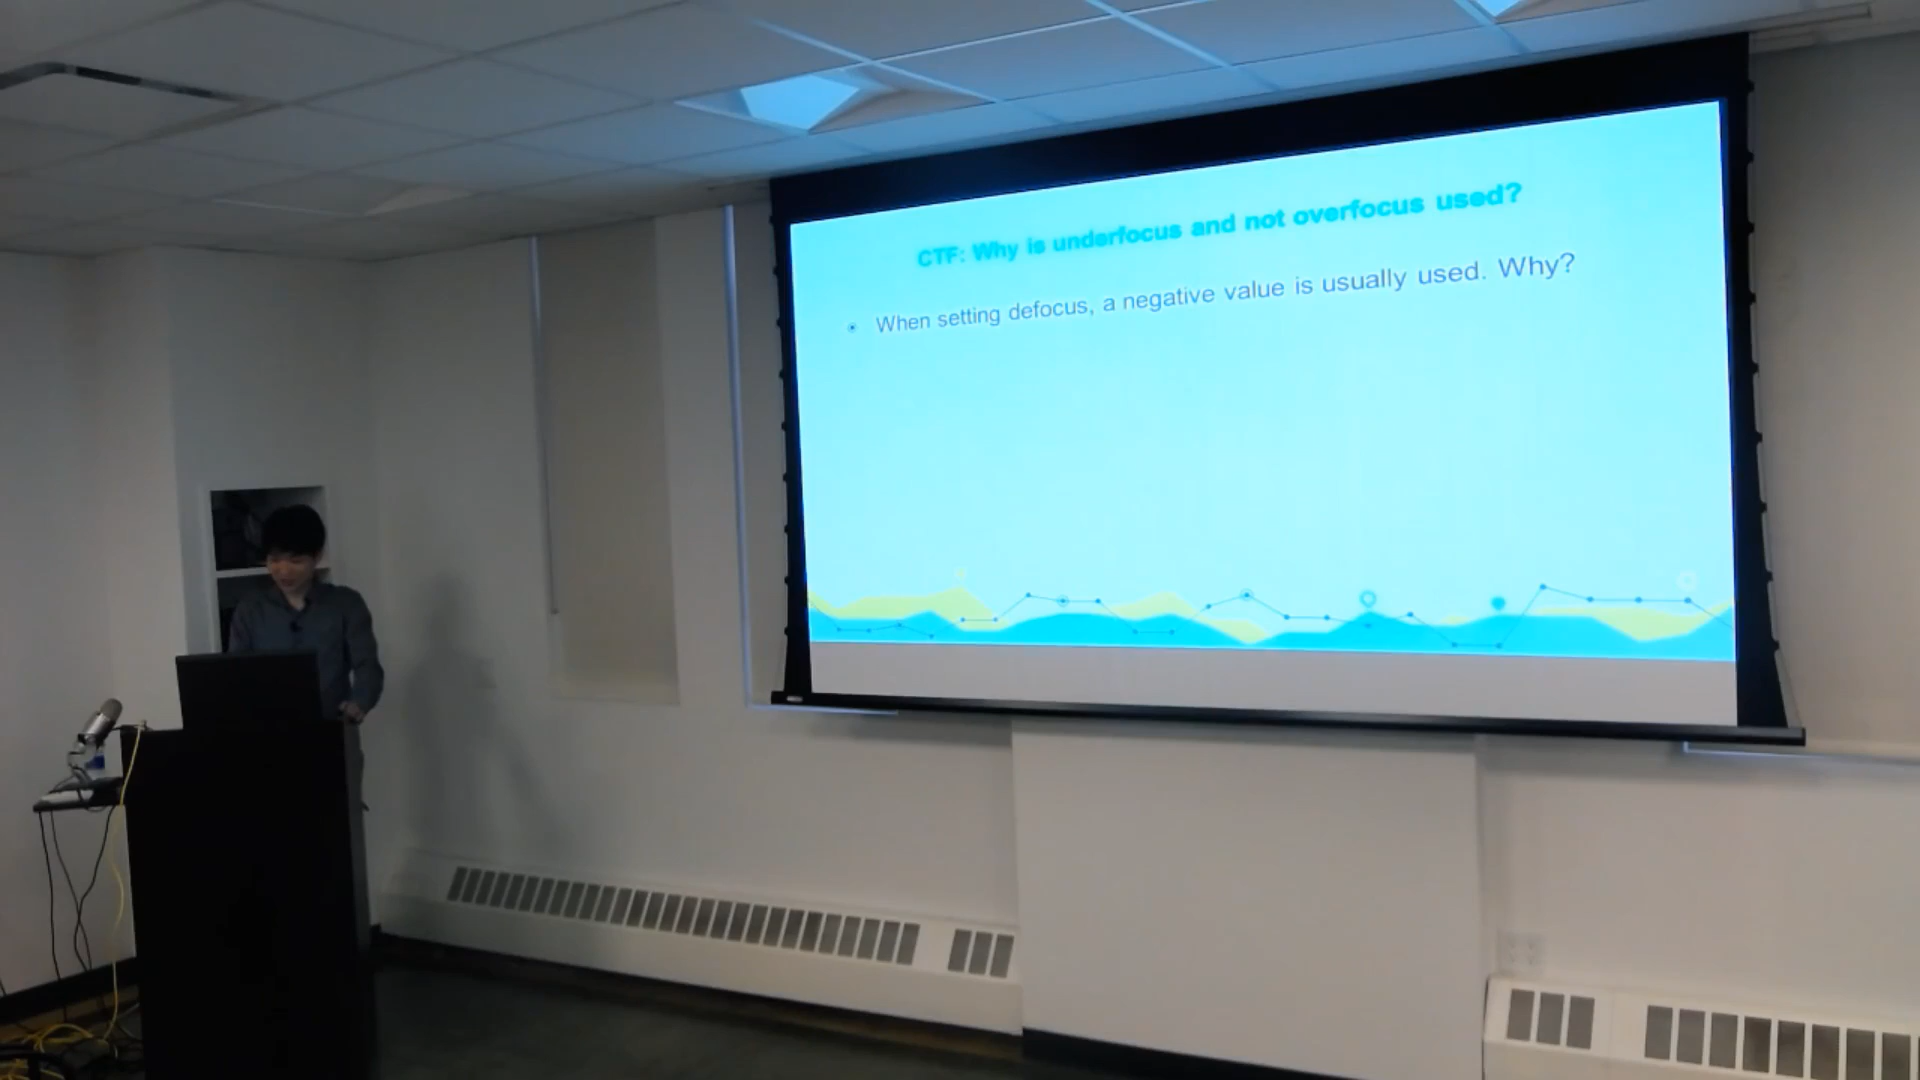 CTF: Why is underfocus and not overfocus used?
When setting defocus, a negative value is usually used. Why?